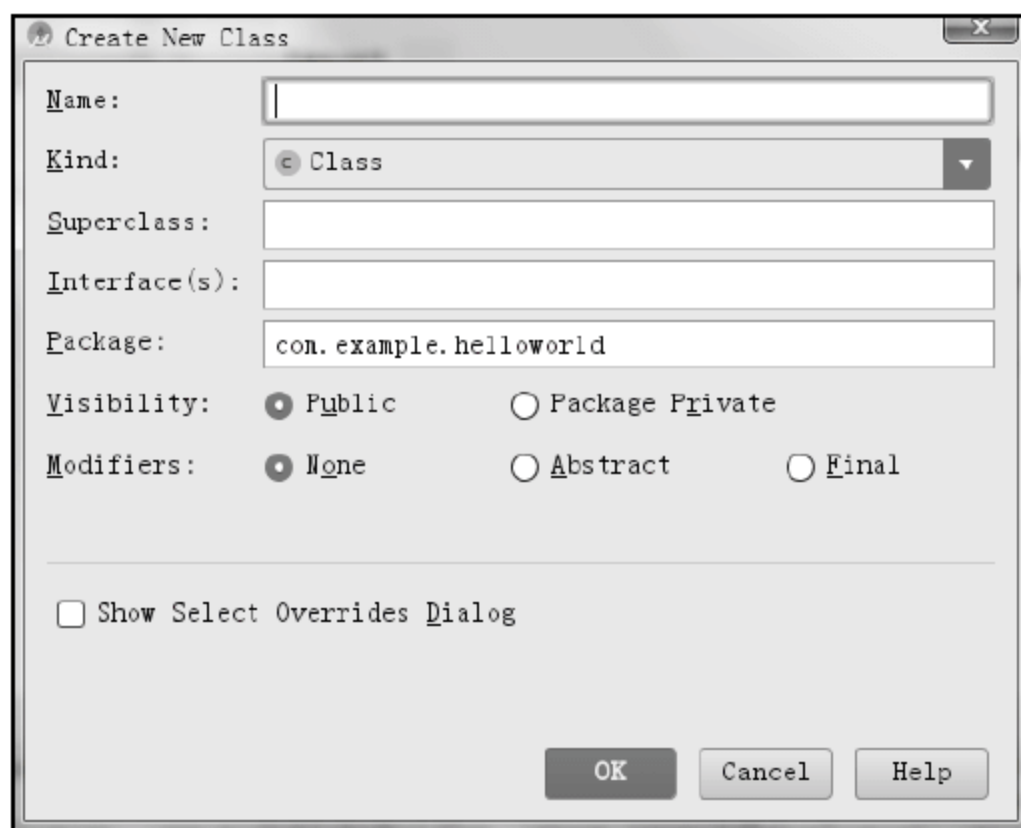 Create New Class
Name:
Kind: C Class
Superclass:
Interface(s):
Package: con.example.helloworld
Visibility: Public Package Private
Modifiers: None Abstract Final
Show Select Overrides Dialog
OK Cancel Help